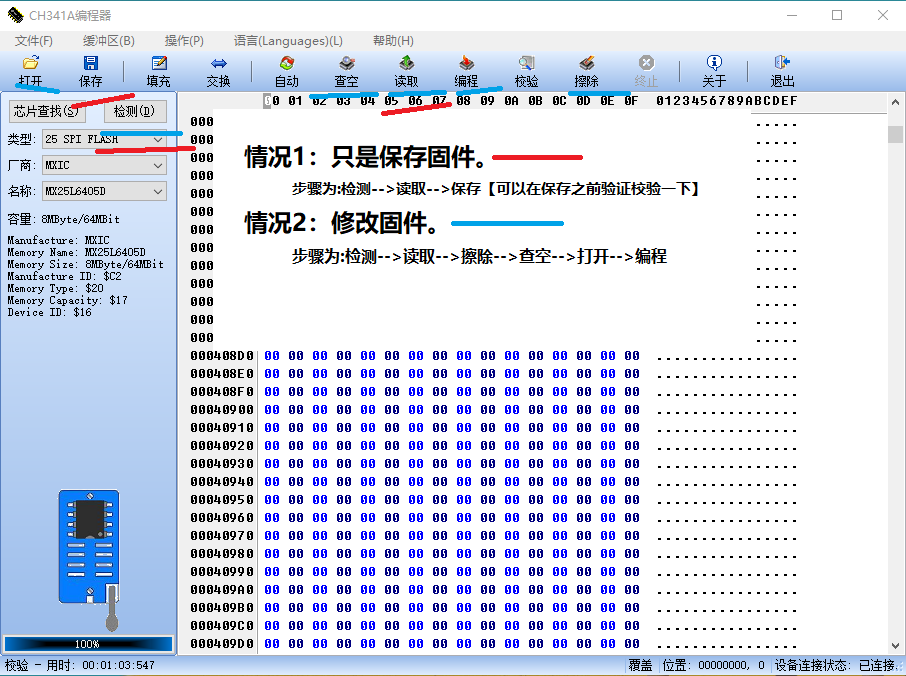 CH341A编程器
文件(F) 缓冲区(B) 操作(P) 语言(Languages)(L) 帮助(H)
打开 保存 填充 交换 自动 查空 读取 编程 校验 擦除 终止 关于 退出
芯片查找(S) 检测(D)
类型: 25 SPI FLASH
厂商: MXIC
名称: MX25L6405D
容量: 8MByte/64MBit
Manufacture: MXIC
Memory Name: MX25L6405D
Memory Size: 8MByte/64MBit
Manufacture ID: $C2
Memory Type: $20
Memory Capacity: $17
Device ID: $16
00 01 02 03 04 05 06 07 08 09 0A 0B 0C 0D 0E 0F 0123456789ABCDEF
000 .....
000 .....
000 .....
000 .....
000 .....
000 .....
000 .....
000 .....
000 .....
000 .....
000 .....
000 .....
000 .....
情况1：只是保存固件。
步骤为:检测-->读取-->保存【可以在保存之前验证校验一下】
情况2：修改固件。
步骤为:检测-->读取-->擦除-->查空-->打开-->编程
000408D0 00 00 00 00 00 00 00 00 00 00 00 00 00 00 00 00 ................
000408E0 00 00 00 00 00 00 00 00 00 00 00 00 00 00 00 00 ................
000408F0 00 00 00 00 00 00 00 00 00 00 00 00 00 00 00 00 ................
00040900 00 00 00 00 00 00 00 00 00 00 00 00 00 00 00 00 ................
00040910 00 00 00 00 00 00 00 00 00 00 00 00 00 00 00 00 ................
00040920 00 00 00 00 00 00 00 00 00 00 00 00 00 00 00 00 ................
00040930 00 00 00 00 00 00 00 00 00 00 00 00 00 00 00 00 ................
00040940 00 00 00 00 00 00 00 00 00 00 00 00 00 00 00 00 ................
00040950 00 00 00 00 00 00 00 00 00 00 00 00 00 00 00 00 ................
00040960 00 00 00 00 00 00 00 00 00 00 00 00 00 00 00 00 ................
00040970 00 00 00 00 00 00 00 00 00 00 00 00 00 00 00 00 ................
00040980 00 00 00 00 00 00 00 00 00 00 00 00 00 00 00 00 ................
00040990 00 00 00 00 00 00 00 00 00 00 00 00 00 00 00 00 ................
000409A0 00 00 00 00 00 00 00 00 00 00 00 00 00 00 00 00 ................
000409B0 00 00 00 00 00 00 00 00 00 00 00 00 00 00 00 00 ................
000409C0 00 00 00 00 00 00 00 00 00 00 00 00 00 00 00 00 ................
000409D0 00 00 00 00 00 00 00 00 00 00 00 00 00 00 00 00 ................
100%
校验 - 用时: 00:01:03:547 覆盖 位置: 00000000, 0 设备连接状态: 已连接.